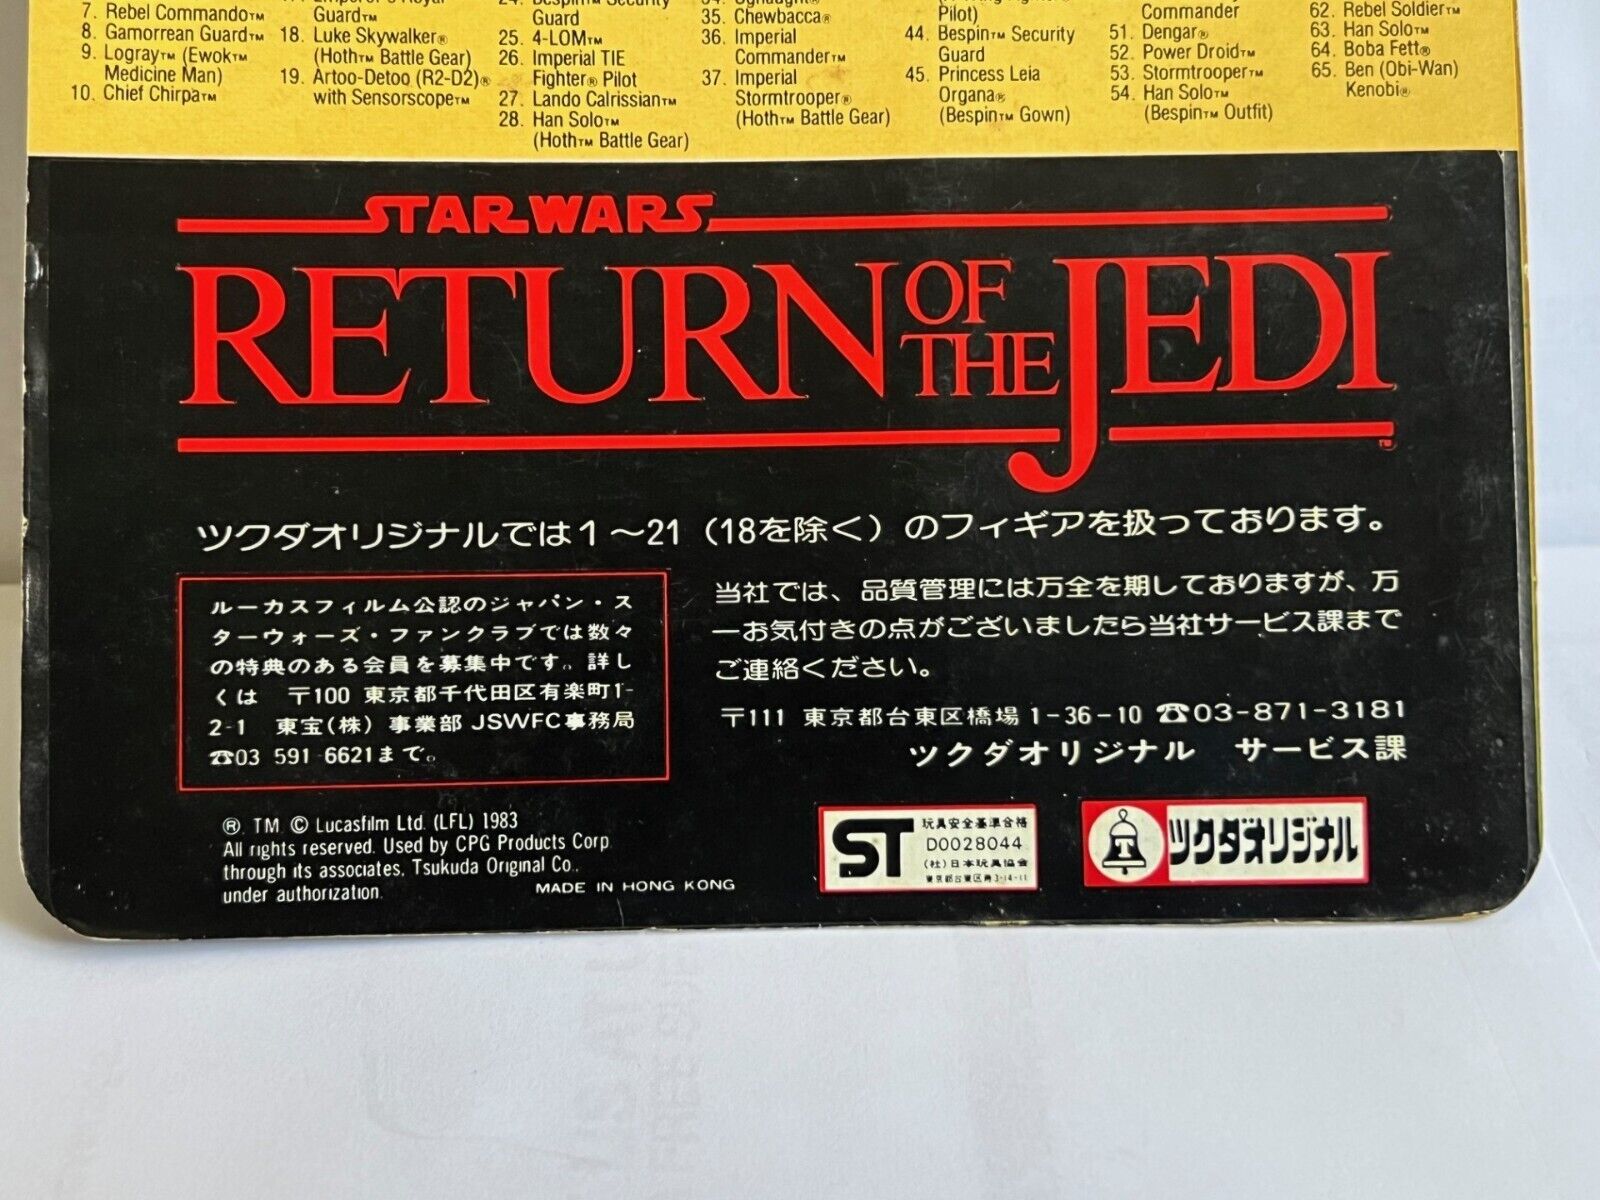 7. Rebel Commando™
8. Gamorrean Guard™
9. Logray™ (Ewok™
Medicine Man)
10. Chief Chirpa™
Guard™
18. Luke Skywalker®
(Hoth™ Battle Gear)
19. Artoo-Detoo (R2-D2)®
with Sensorscope™
Guard
25. 4-LOM™
26. Imperial TIE
Fighter® Pilot
27. Lando Calrissian™
28. Han Solo™
(Hoth™ Battle Gear)
35. Chewbacca®
36. Imperial
Commander™
37. Imperial
Stormtrooper®
(Hoth™ Battle Gear)
Pilot)
44. Bespin™ Security
Guard
45. Princess Leia
Organa®
(Bespin™ Gown)
Commander
51. Dengar®
52. Power Droid™
53. Stormtrooper™
54. Han Solo™
(Bespin™ Outfit)
62. Rebel Soldier™
63. Han Solo™
64. Boba Fett®
65. Ben (Obi-Wan)
Kenobi®
STAR WARS
RETURN OF THE JEDI™
ツクダオリジナルでは1〜21(18を除く)のフィギアを扱っております。
ルーカスフィルム公認のジャパン・ス
ターウォーズ・ファンクラブでは数々
の特典のある会員を募集中です。詳し
くは 〒100 東京都千代田区有楽町1-
2-1 東宝(株) 事業部 JSWFC事務局
☎03 591-6621まで。
当社では、品質管理には万全を期しておりますが、万
一お気付きの点がございましたら当社サービス課まで
ご連絡ください。
〒111 東京都台東区橋場 1-36-10 ☎03-871-3181
ツクダオリジナル サービス課
®. TM. © Lucasfilm Ltd. (LFL) 1983
All rights reserved. Used by CPG Products Corp.
through its associates, Tsukuda Original Co.,
under authorization.
MADE IN HONG KONG
ST
玩具安全基準合格
D0028044
(社)日本玩具協会
T
ツクダオリジナル